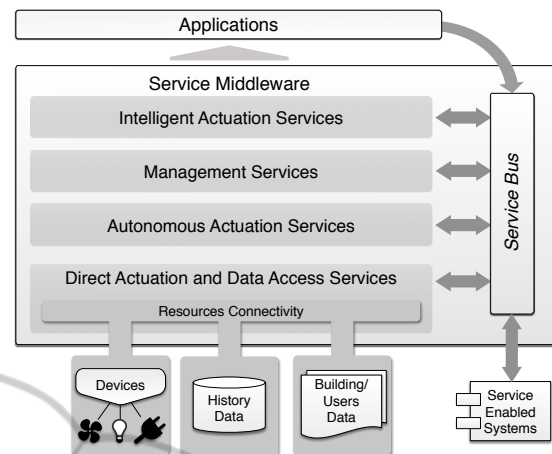 Applications
Service Middleware
Intelligent Actuation Services
Management Services
Autonomous Actuation Services
Direct Actuation and Data Access Services
Resources Connectivity
Service Bus
Devices
History
Data
Building/
Users
Data
Service
Enabled
Systems